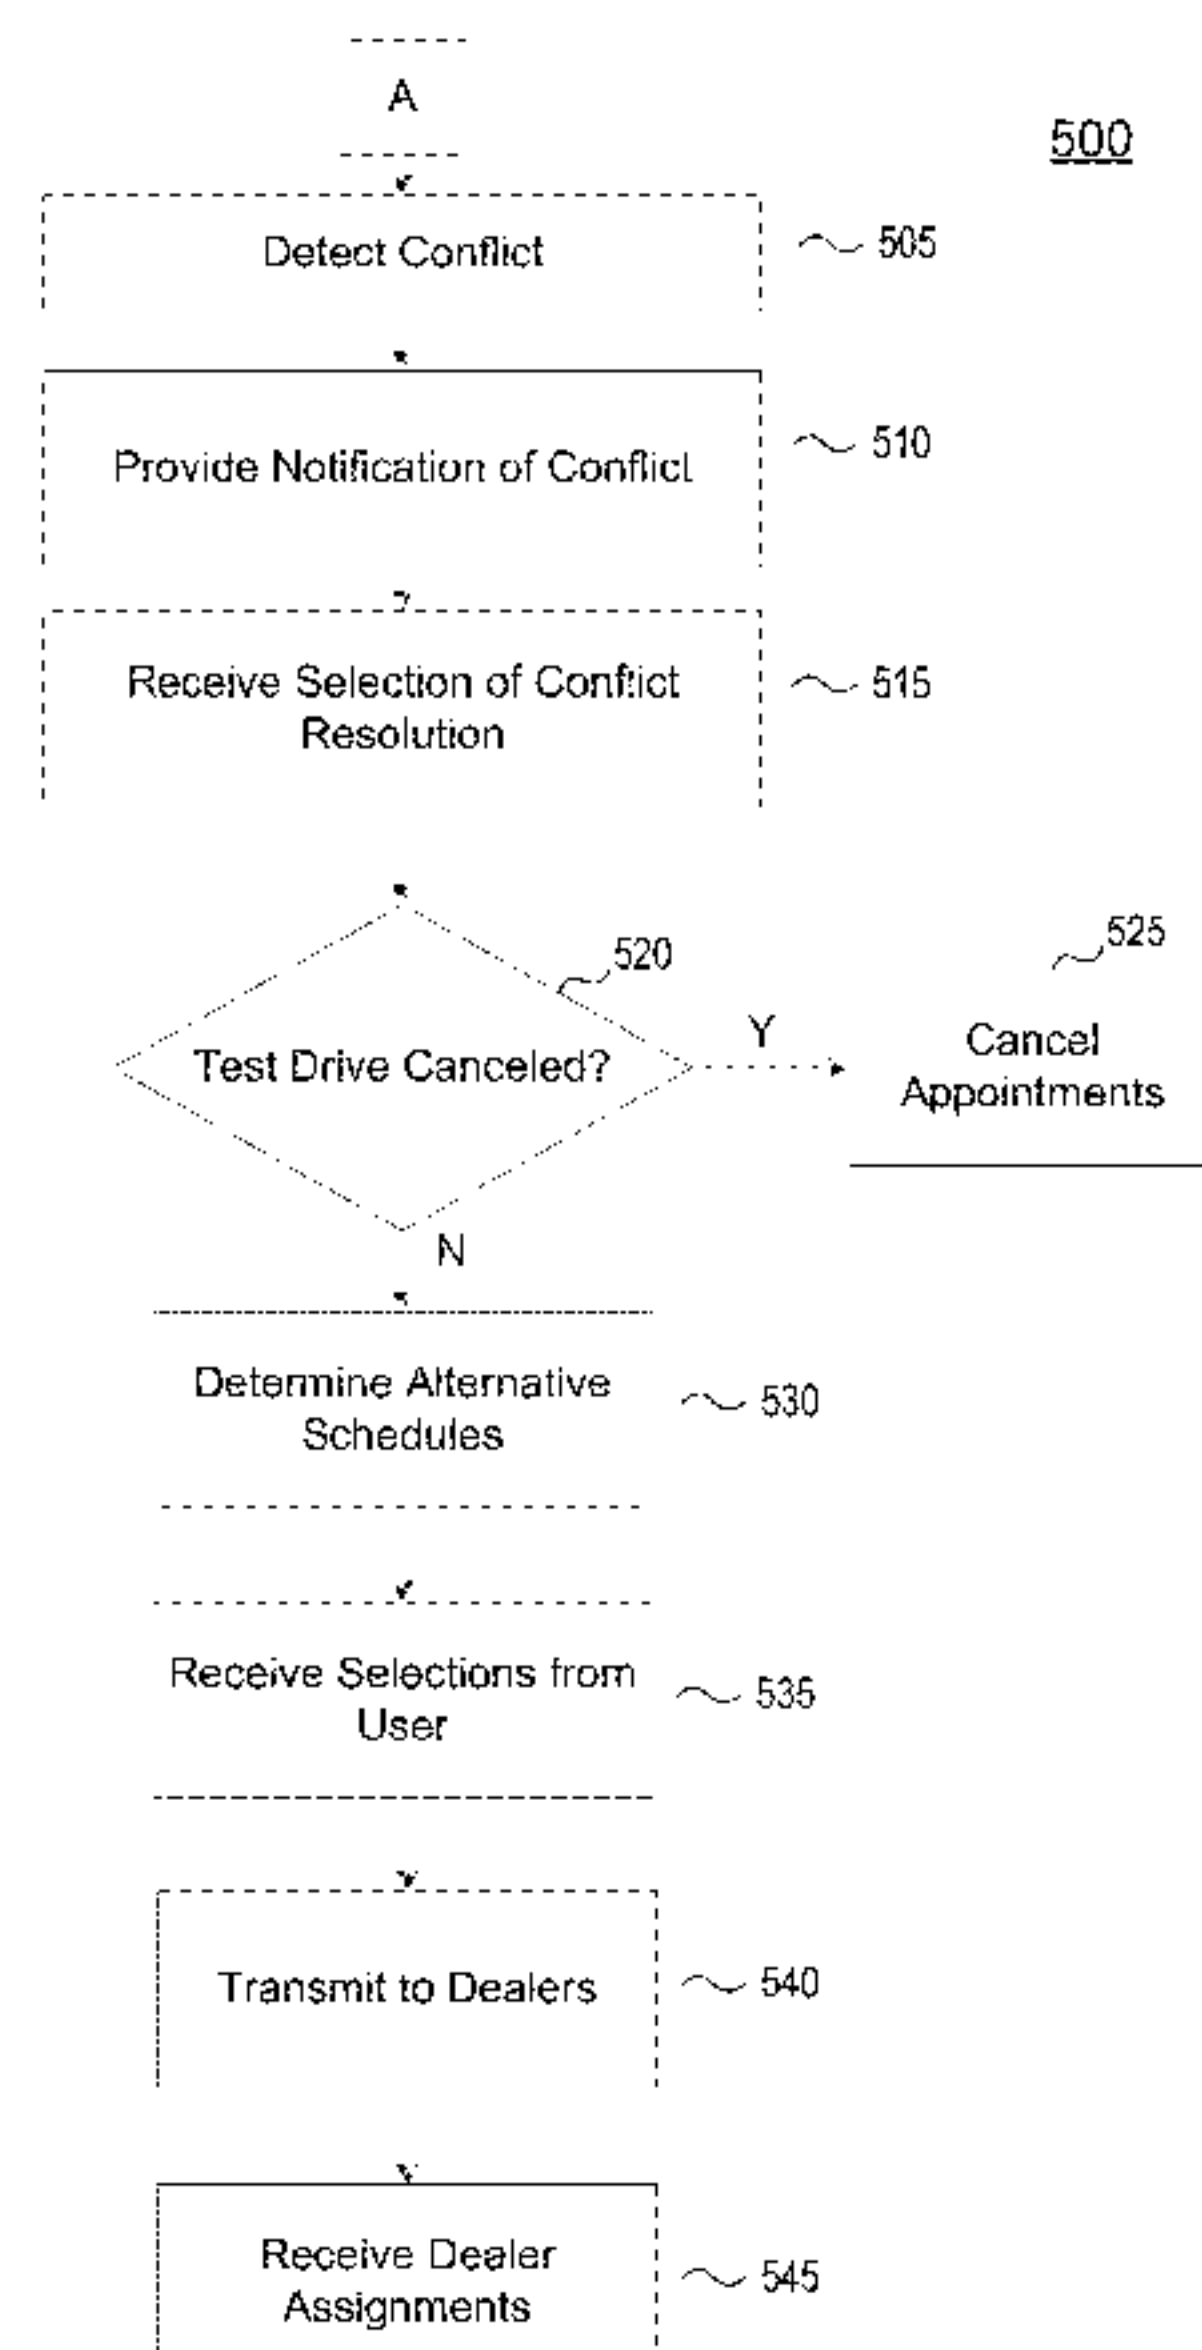 A
500
Detect Conflict
505
Provide Notification of Conflict
510
Receive Selection of Conflict
Resolution
515
520
Test Drive Canceled?
Y
525
Cancel
Appointments
N
Determine Alternative
Schedules
530
Receive Selections from
User
535
Transmit to Dealers
540
Receive Dealer
Assignments
545